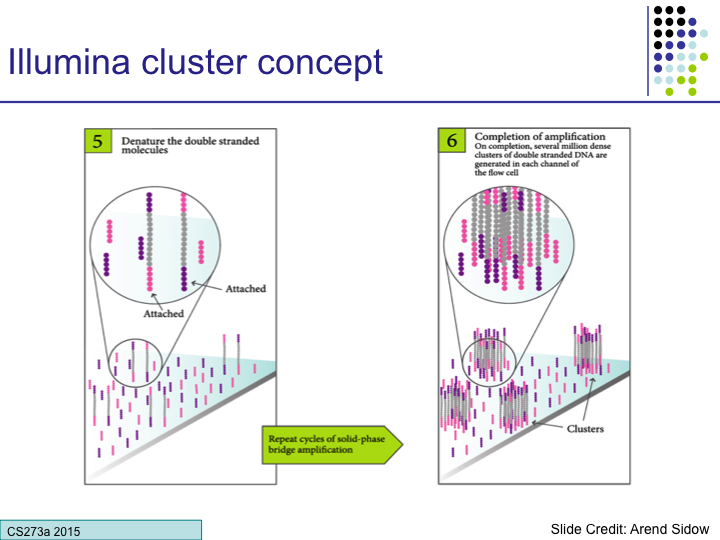 Illumina cluster concept
5
Denature the double stranded
molecules
Attached
Attached
Repeat cycles of solid-phase
bridge amplification
6
Completion of amplification
On completion, several million dense
clusters of double stranded DNA are
generated in each channel of
the flow cell
Clusters
CS273a 2015
Slide Credit: Arend Sidow